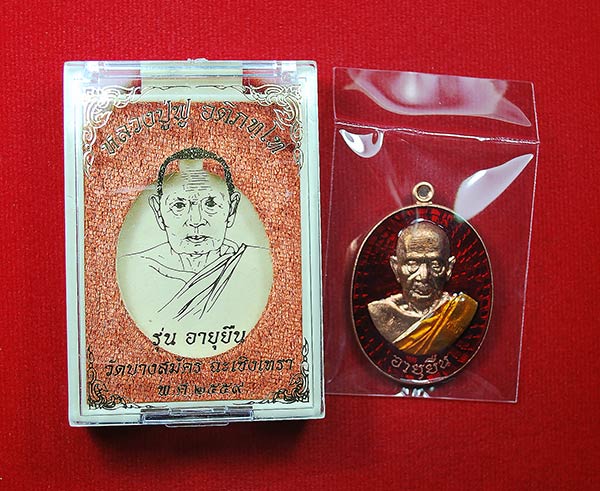 หลวงปู่ฟู อติภทฺโท
รุ่น อายุยืน
วัดบางสมัคร ฉะเชิงเทรา
พ.ศ.๒๕๕๙
อายุยืน